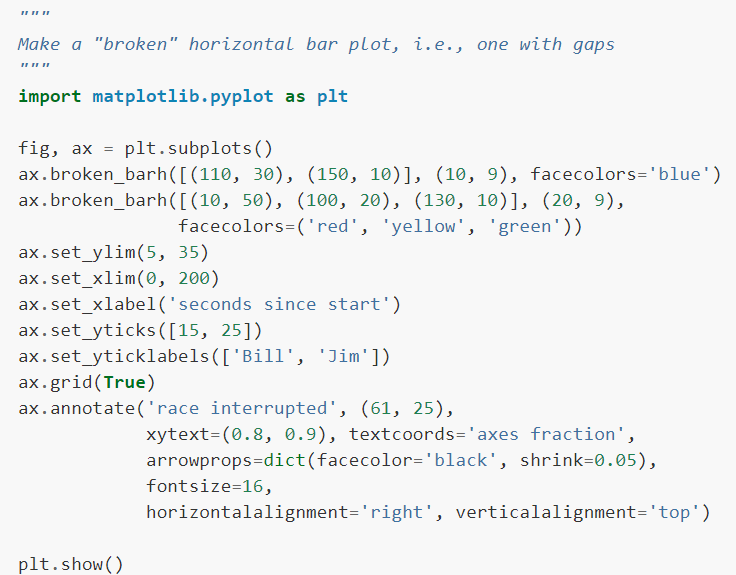 """
Make a "broken" horizontal bar plot, i.e., one with gaps
"""
import matplotlib.pyplot as plt

fig, ax = plt.subplots()
ax.broken_barh([(110, 30), (150, 10)], (10, 9), facecolors='blue')
ax.broken_barh([(10, 50), (100, 20), (130, 10)], (20, 9),
               facecolors=('red', 'yellow', 'green'))
ax.set_ylim(5, 35)
ax.set_xlim(0, 200)
ax.set_xlabel('seconds since start')
ax.set_yticks([15, 25])
ax.set_yticklabels(['Bill', 'Jim'])
ax.grid(True)
ax.annotate('race interrupted', (61, 25),
            xytext=(0.8, 0.9), textcoords='axes fraction',
            arrowprops=dict(facecolor='black', shrink=0.05),
            fontsize=16,
            horizontalalignment='right', verticalalignment='top')

plt.show()